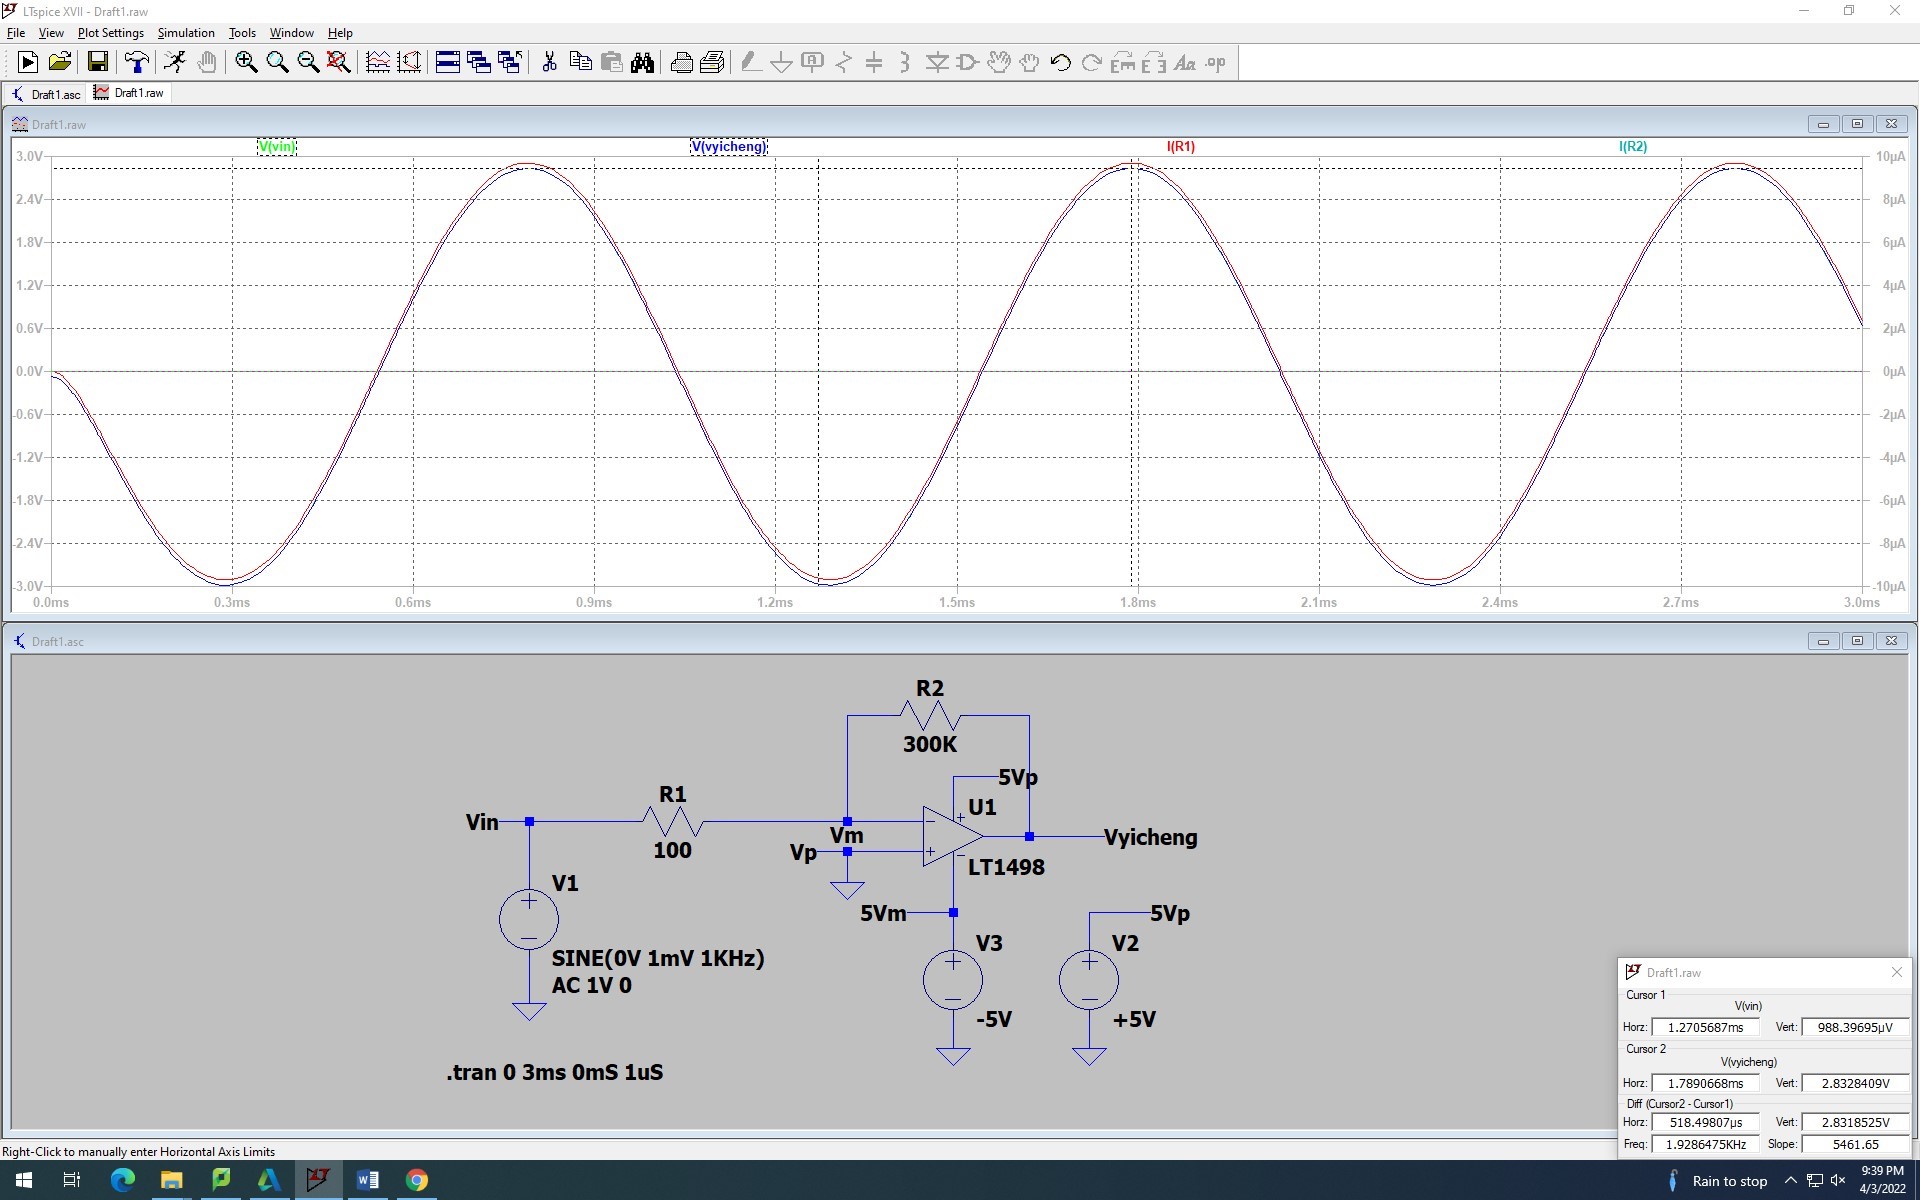 LTspice XVII - Draft1.raw
File View Plot Settings Simulation Tools Window Help
Draft1.asc Draft1.raw
Draft1.raw
V(vin) V(vyicheng) I(R1) I(R2)
3.0V 10µA
2.4V 8µA
1.8V 6µA
1.2V 4µA
0.6V 2µA
0.0V 0µA
-0.6V -2µA
-1.2V -4µA
-1.8V -6µA
-2.4V -8µA
-3.0V -10µA
0.0ms 0.3ms 0.6ms 0.9ms 1.2ms 1.5ms 1.8ms 2.1ms 2.4ms 2.7ms 3.0ms
Draft1.asc
R2
300K
5Vp
R1
U1
Vin
Vm
Vyicheng
100
Vp
LT1498
V1
5Vm
5Vp
V3
V2
SINE(0V 1mV 1KHz)
AC 1V 0
-5V
+5V
.tran 0 3ms 0mS 1uS
Draft1.raw
Cursor 1
V(vin)
Horz: 1.2705687ms Vert: 988.39695µV
Cursor 2
V(vyicheng)
Horz: 1.7890668ms Vert: 2.8328409V
Diff (Cursor2 - Cursor1)
Horz: 518.49807µs Vert: 2.8318525V
Freq: 1.9286475KHz Slope: 5461.65
Right-Click to manually enter Horizontal Axis Limits
Rain to stop
9:39 PM
4/3/2022